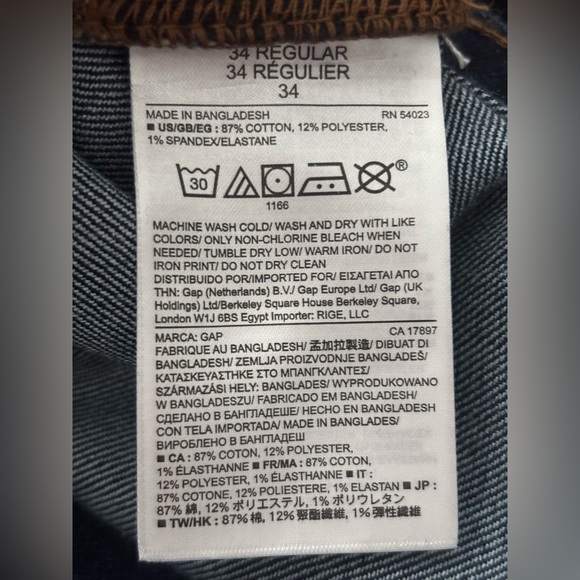 34 REGULAR
34 RÉGULIER
34
MADE IN BANGLADESH RN 54023
■ US/GB/EG : 87% COTTON, 12% POLYESTER,
1% SPANDEX/ELASTANE
30
®
1166
MACHINE WASH COLD/ WASH AND DRY WITH LIKE
COLORS/ ONLY NON-CHLORINE BLEACH WHEN
NEEDED/ TUMBLE DRY LOW/ WARM IRON/ DO NOT
IRON PRINT/ DO NOT DRY CLEAN
DISTRIBUIDO POR/IMPORTED FOR/ ΕΙΣΑΓΕΤΑΙ ΑΠΟ
ΤΗΝ: Gap (Netherlands) B.V./ Gap Europe Ltd/ Gap (UK
Holdings) Ltd/Berkeley Square House Berkeley Square,
London W1J 6BS Egypt Importer: RIGE, LLC
MARCA: GAP CA 17897
FABRIQUE AU BANGLADESH/ 孟加拉製造/ DIBUAT DI
BANGLADESH/ ZEMLJA PROIZVODNJE BANGLADEŠ/
ΚΑΤΑΣΚΕΥΑΣΤΗΚΕ ΣΤΟ ΜΠΑΝΓΚΛΑΝΤΕΣ/
SZÁRMAZÁSI HELY: BANGLADES/ WYPRODUKOWANO
W BANGLADESZU/ FABRICADO EM BANGLADESH/
СДЕЛАНО В БАНГЛАДЕШЕ/ HECHO EN BANGLADESH
CON TELA IMPORTADA/ MADE IN BANGLADES/
ВИРОБЛЕНО В БАНГЛАДЕШ
■ CA : 87% COTON, 12% POLYESTER,
1% ÉLASTHANNE ■ FR/MA : 87% COTON,
12% POLYESTER, 1% ÉLASTHANNE ■ IT :
87% COTONE, 12% POLIESTERE, 1% ELASTAN ■ JP :
87% 綿, 12% ポリエステル, 1% ポリウレタン
■ TW/HK : 87% 棉, 12% 聚酯纖維, 1% 彈性纖維